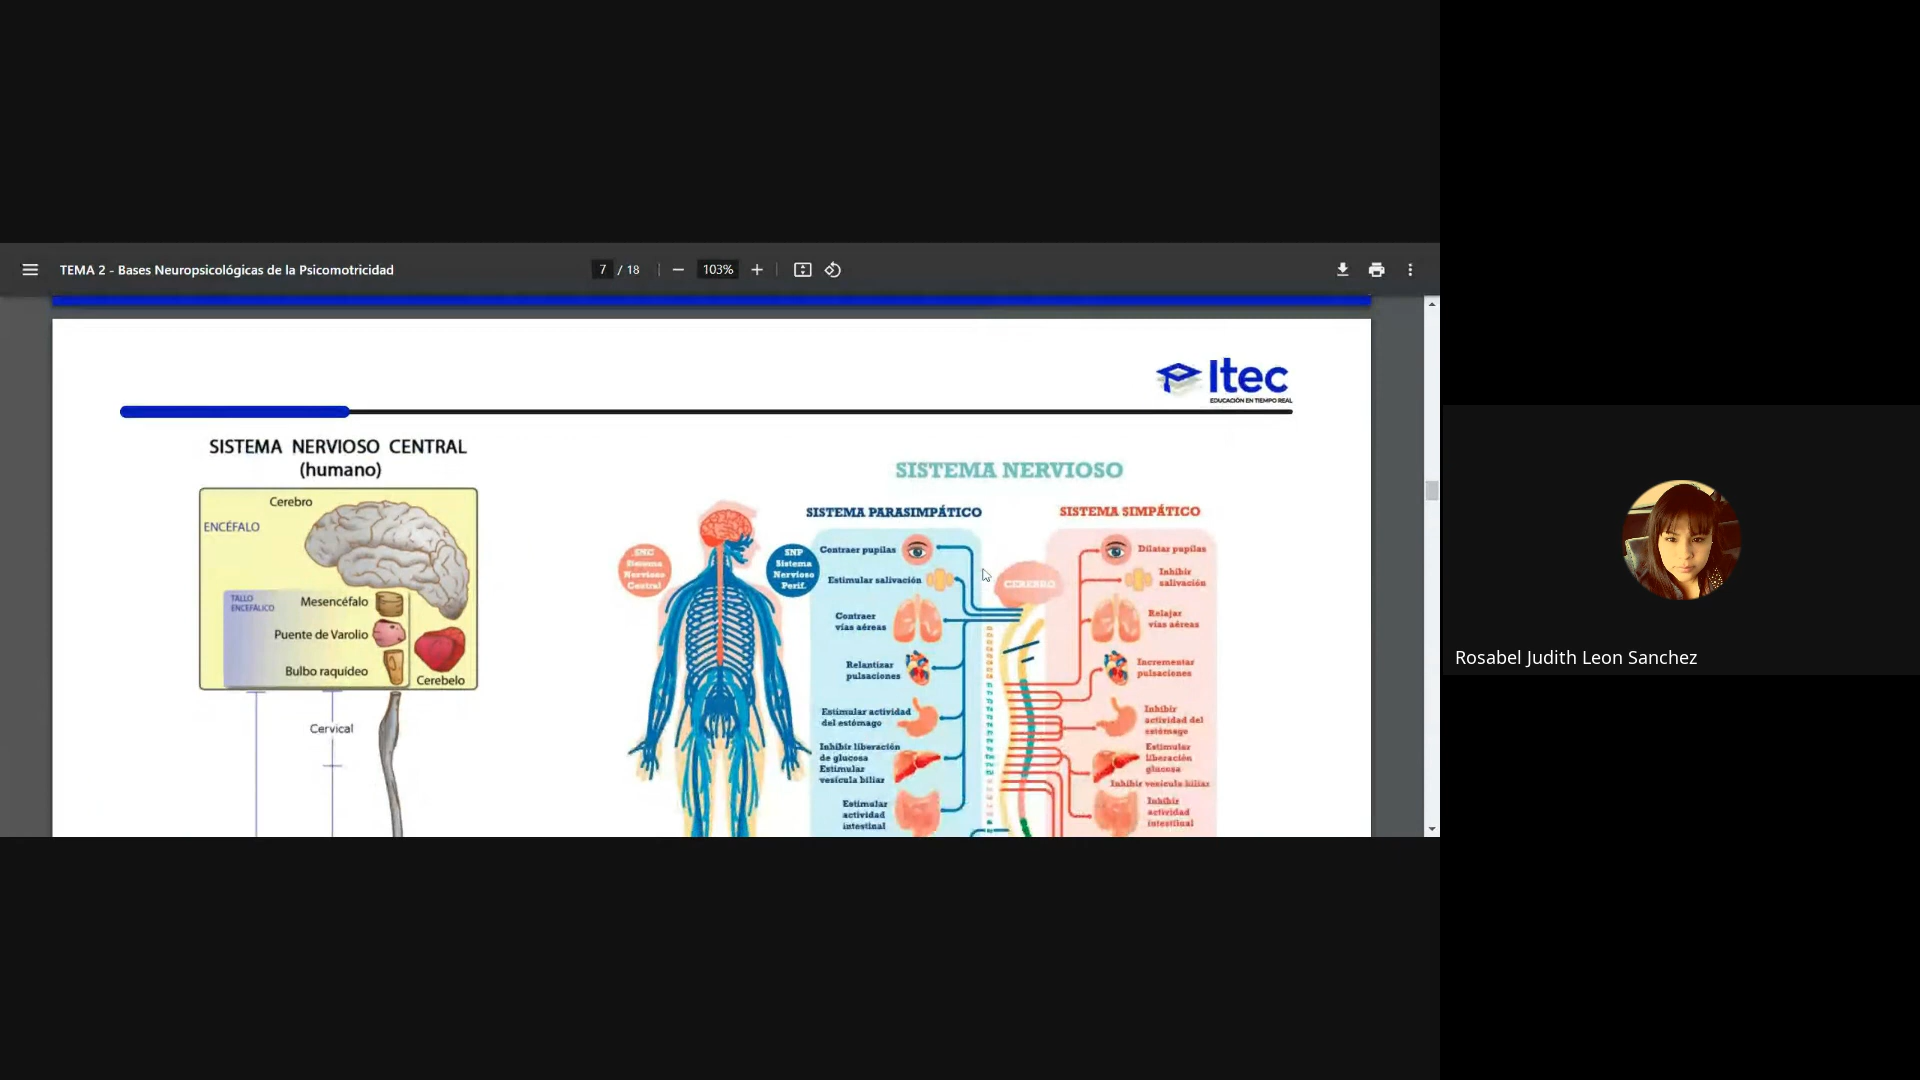 TEMA 2 - Bases Neuropsicológicas de la Psicomotricidad
7 / 18
103%
Itec
EDUCACIÓN EN TIEMPO REAL
SISTEMA NERVIOSO CENTRAL
(humano)
Cerebro
ENCÉFALO
TALLO
ENCEFÁLICO
Mesencéfalo
Puente de Varolio
Bulbo raquídeo
Cerebelo
Cervical
SISTEMA NERVIOSO
SNC
Sistema
Nervioso
Central
SNP
Sistema
Nervioso
Perif.
SISTEMA PARASIMPÁTICO
Contraer pupilas
Estimular salivación
Contraer
vías aéreas
Relantizar
pulsaciones
Estimular actividad
del estómago
Inhibir liberación
de glucosa
Estimular
vesícula biliar
Estimular
actividad
intestinal
CEREBRO
SISTEMA SIMPÁTICO
Dilatar pupilas
Inhibir
salivación
Relajar
vías aéreas
Incrementar
pulsaciones
Inhibir
actividad del
estómago
Estimular
liberación
glucosa
Inhibir vesícula biliar
Inhibir
actividad
intestinal
Rosabel Judith Leon Sanchez